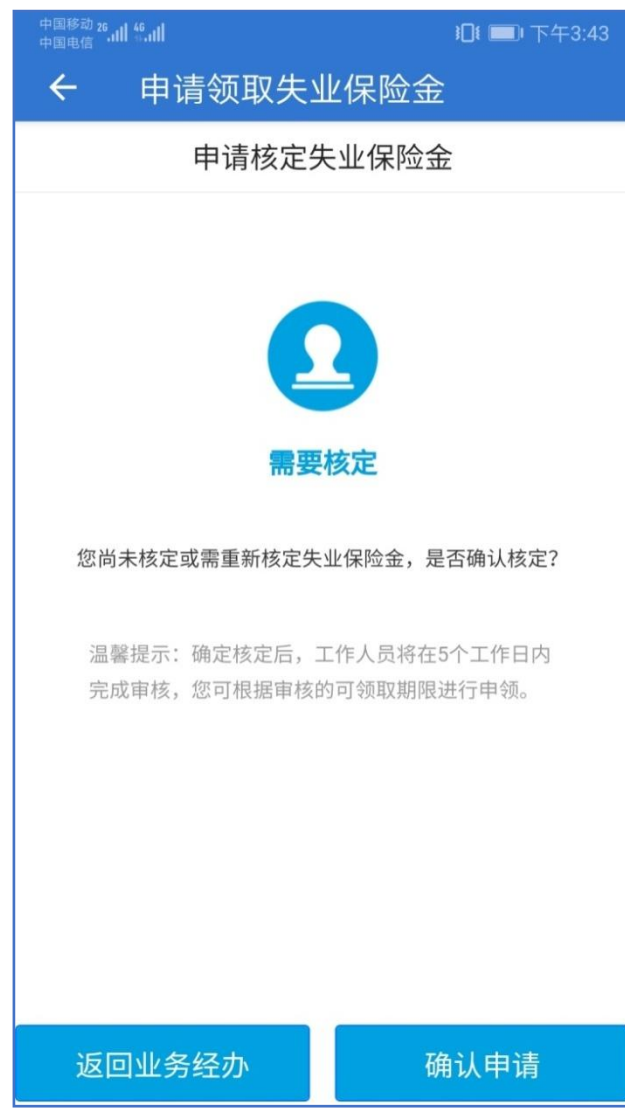 中国移动 2G 4G
中国电信 下午3:43
申请领取失业保险金
申请核定失业保险金
需要核定
您尚未核定或需重新核定失业保险金，是否确认核定？
温馨提示：确定核定后，工作人员将在5个工作日内
完成审核，您可根据审核的可领取期限进行申领。
返回业务经办 确认申请